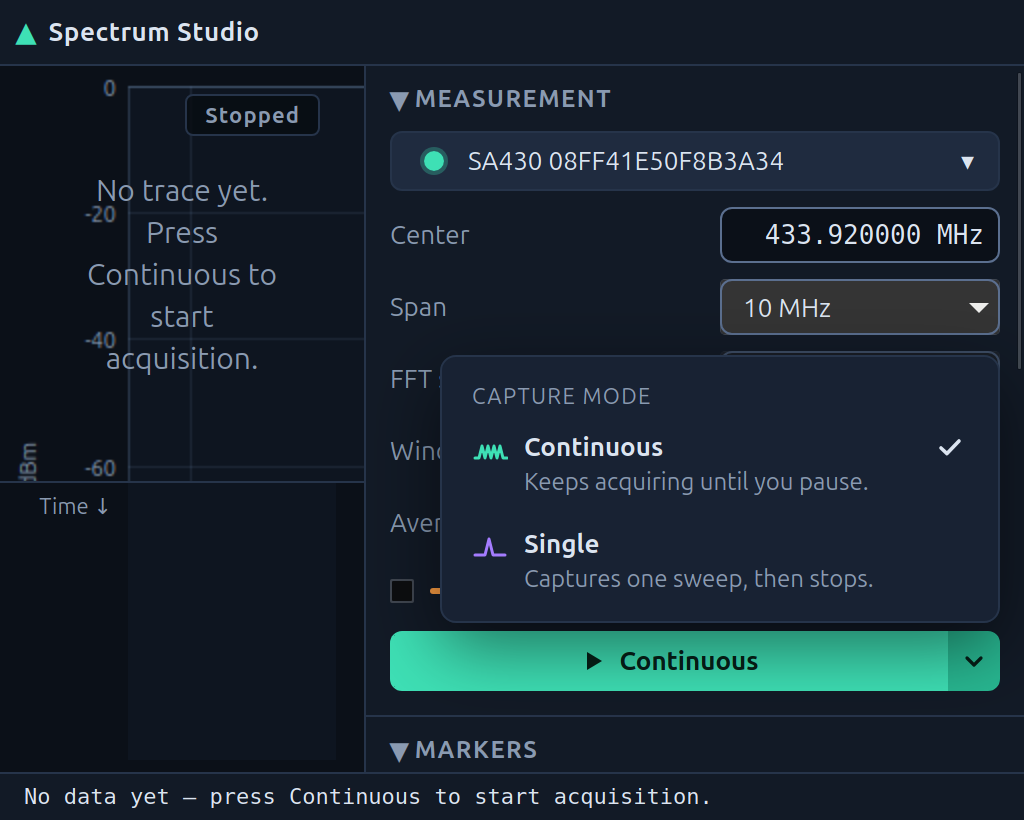 Spectrum Studio
0
Stopped
No trace yet.
-20
Press
Continuous to
start
-40
acquisition.
-60
dBm
Time ↓
▼ MEASUREMENT
SA430 08FF41E50F8B3A34
Center
433.920000 MHz
Span
10 MHz
FFT
CAPTURE MODE
Continuous
Keeps acquiring until you pause.
Single
Captures one sweep, then stops.
Continuous
▼ MARKERS
No data yet — press Continuous to start acquisition.